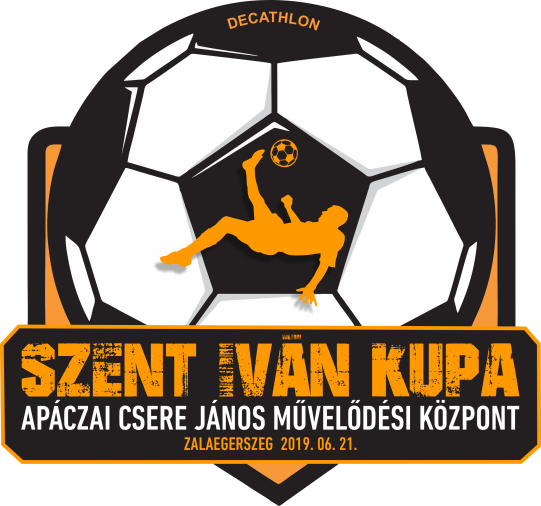 DECATHLON
SZENT IVÁN KUPA
APÁCZAI CSERE JÁNOS MŰVELŐDÉSI KÖZPONT
ZALAEGERSZEG 2019. 06. 21.